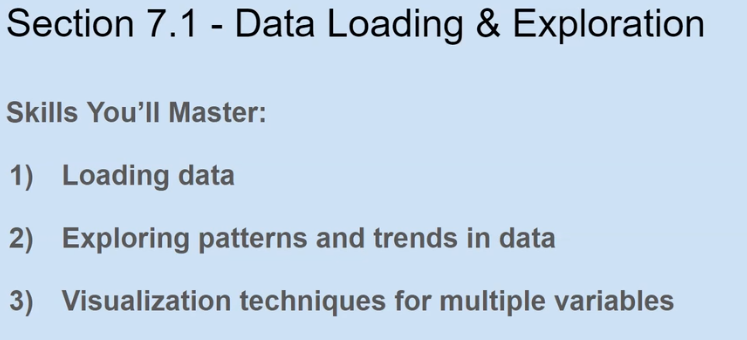 Section 7.1 - Data Loading & Exploration
Skills You’ll Master:
1) Loading data
2) Exploring patterns and trends in data
3) Visualization techniques for multiple variables